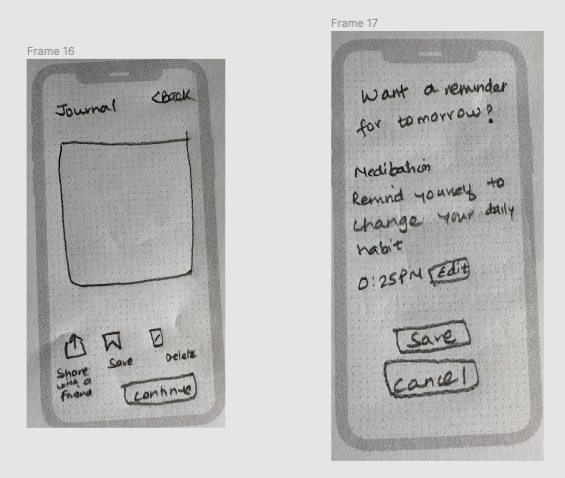 Frame 16
Journal
<Back
Share
with a
friend
Save
Delete
Continue
Frame 17
Want a reminder
for tomorrow?
Medibation
Remind yourself to
change your daily
habit
0:25PM Edit
Save
Cancel